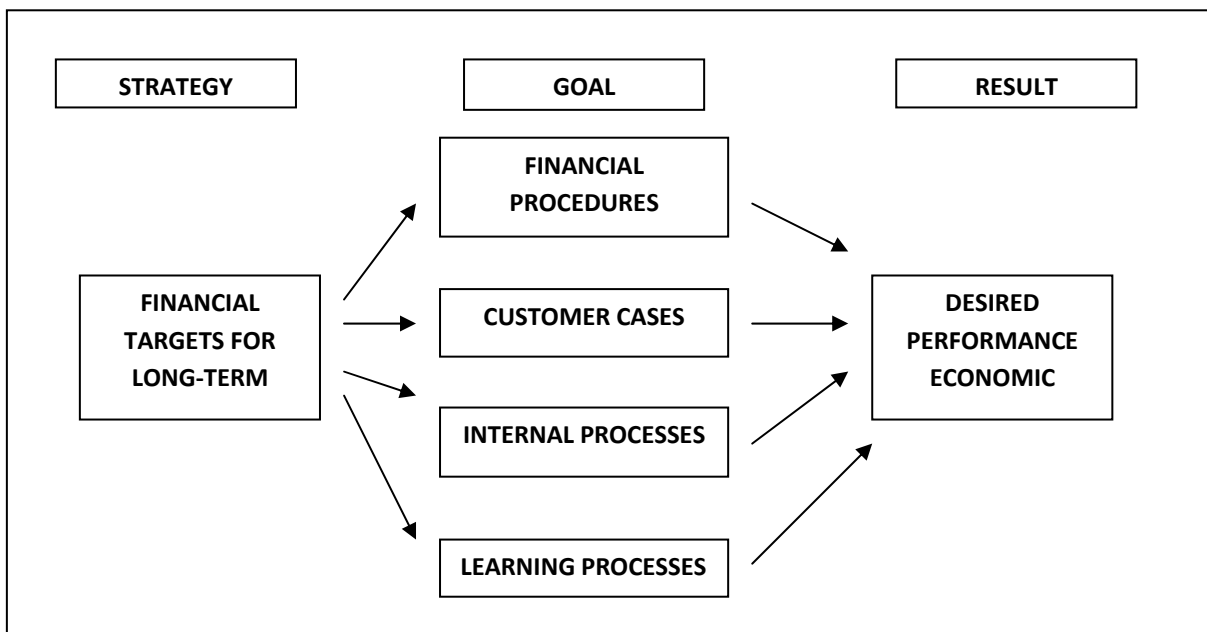 STRATEGY
GOAL
RESULT
FINANCIAL
PROCEDURES
FINANCIAL
TARGETS FOR
LONG-TERM
CUSTOMER CASES
DESIRED
PERFORMANCE
ECONOMIC
INTERNAL PROCESSES
LEARNING PROCESSES